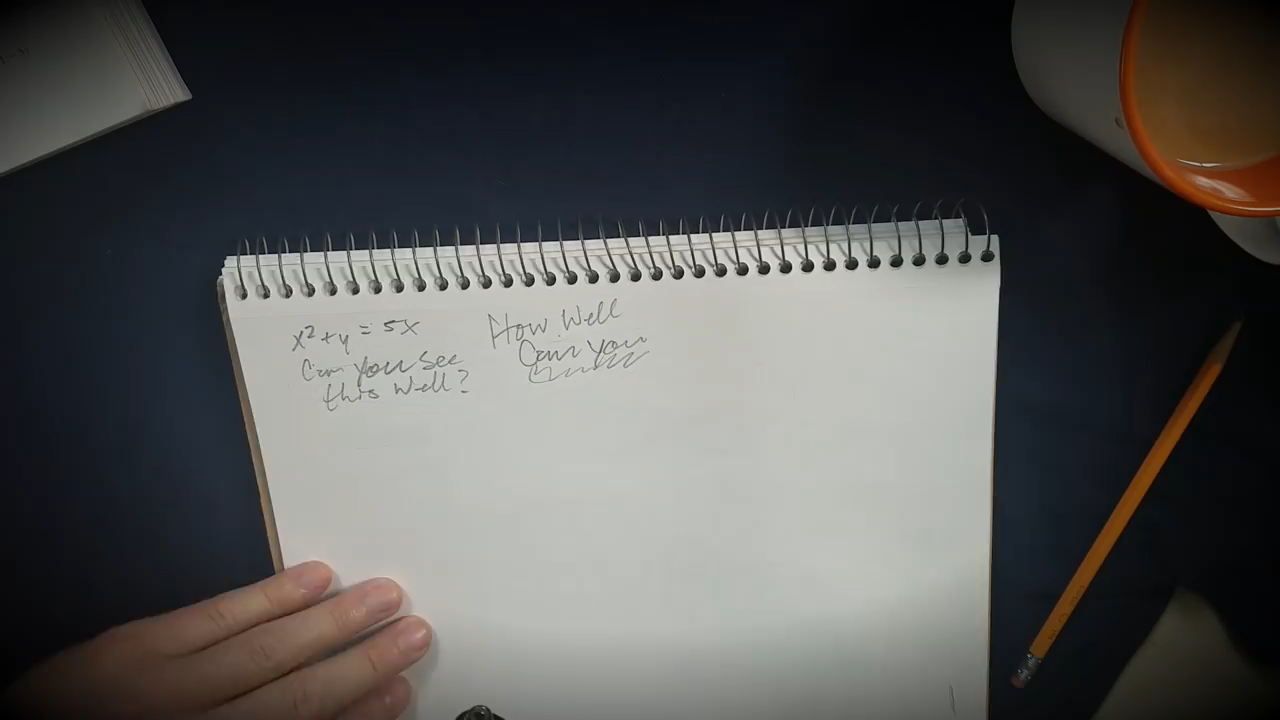 x² + y = 5x
Can you see
this well?
How Well
Can you